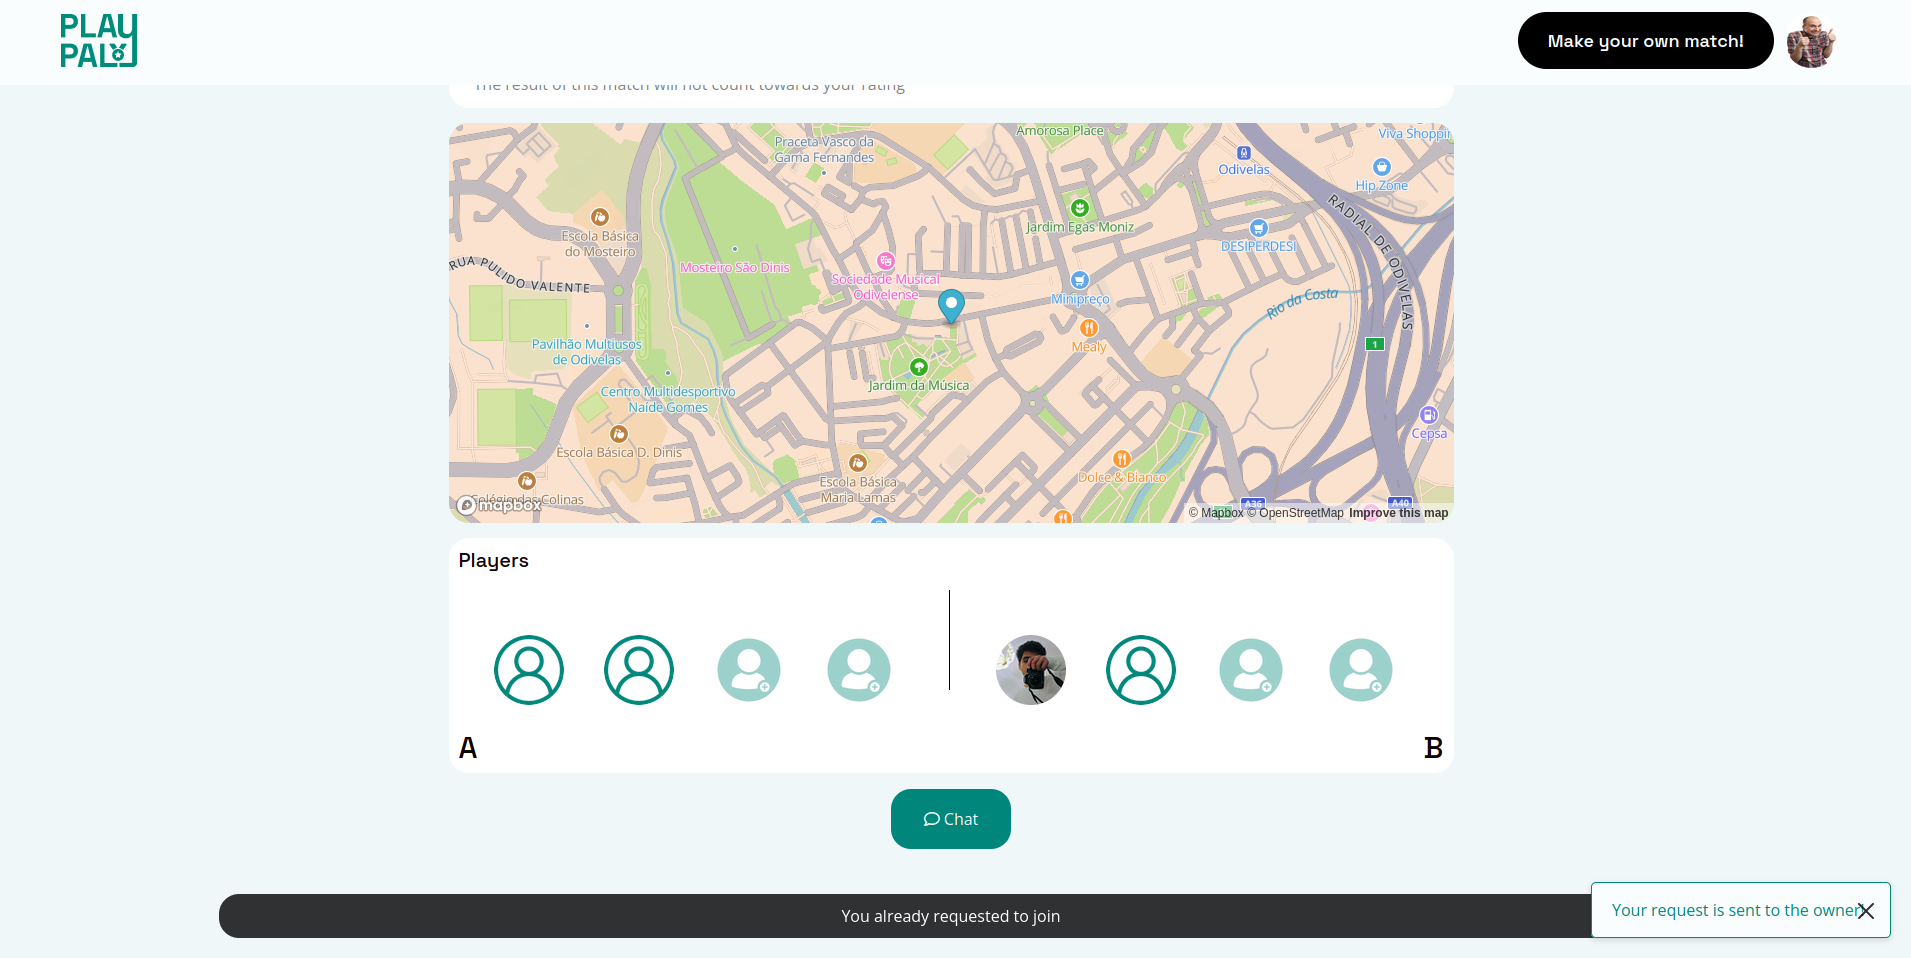 PLAY
PAL
Make your own match!
The result of this match will not count towards your rating
Amorosa Place
Viva Shoppin
Praceta Vasco da
Gama Fernandes
Odivelas
Hip Zone
RADIAL DE ODIVELAS
Jardim Egas Moniz
DESIPERDESI
Escola Básica
do Mosteiro
RUA PULIDO VALENTE
Mosteiro São Dinis
Sociedade Musical
Odivelense
Minipreço
Rio da Costa
Mealy
1
Pavilhão Multiusos
de Odivelas
Jardim da Música
Centro Multidesportivo
Naíde Gomes
Cepsa
Escola Básica D. Dinis
Escola Básica
Maria Lamas
Dolce & Bianco
Colégio das Colinas
mapbox
A36
A40
© Mapbox © OpenStreetMap Improve this map
Players
A
B
Chat
You already requested to join
Your request is sent to the owner!